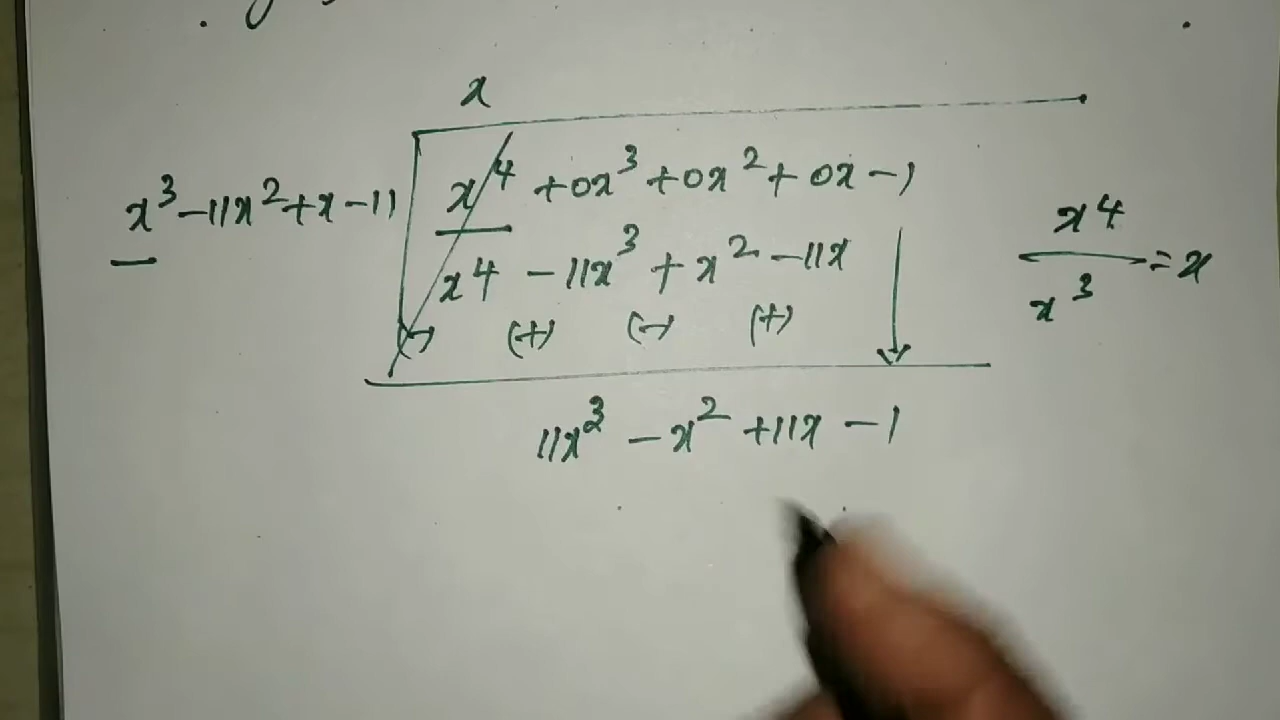 x
x³-11x²+x-11 x⁴+0x³+0x²+0x-1
x⁴-11x³+x²-11x
(-) (+) (-) (+)
11x³-x²+11x-1
x⁴/x³=x